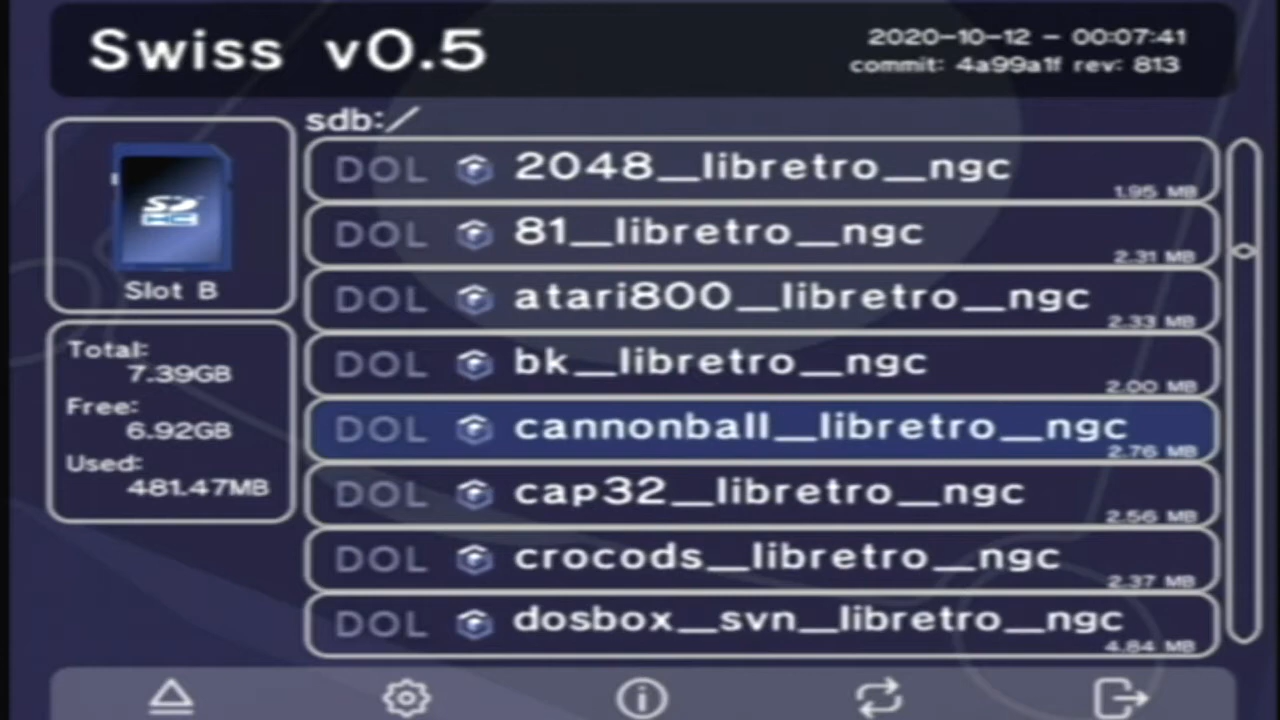 Swiss v0.5
2020-10-12 - 00:07:41
commit: 4a99a1f rev: 813
sdb:/
SD
HC
Slot B
Total:
7.39GB
Free:
6.92GB
Used:
481.47MB
DOL 2048_libretro_ngc
1.95 MB
DOL 81_libretro_ngc
2.31 MB
DOL atari800_libretro_ngc
2.33 MB
DOL bk_libretro_ngc
2.00 MB
DOL cannonball_libretro_ngc
2.76 MB
DOL cap32_libretro_ngc
2.56 MB
DOL crocods_libretro_ngc
2.37 MB
DOL dosbox_svn_libretro_ngc
4.84 MB